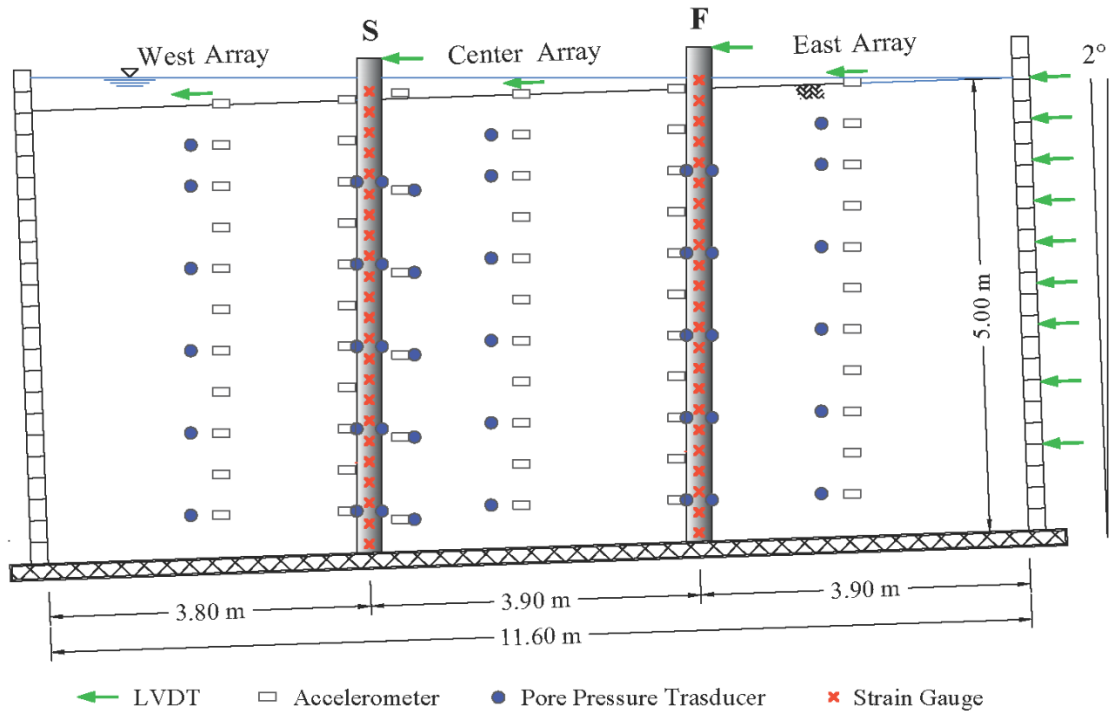 S
F
West Array
Center Array
East Array
2°
5.00 m
3.80 m
3.90 m
3.90 m
11.60 m
LVDT
Accelerometer
Pore Pressure Trasducer
Strain Gauge